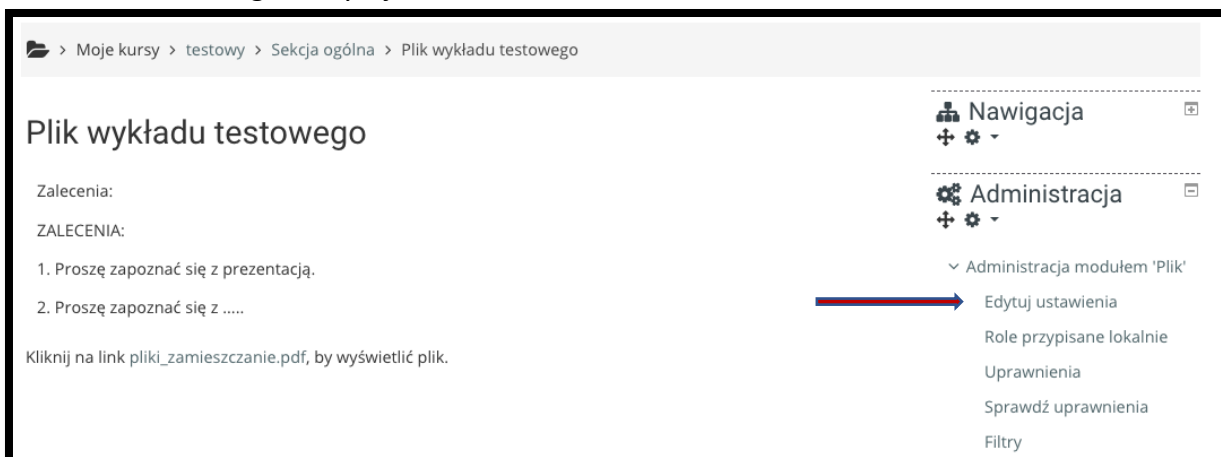 Moje kursy > testowy > Sekcja ogólna > Plik wykładu testowego
Plik wykładu testowego
Zalecenia:
ZALECENIA:
1. Proszę zapoznać się z prezentacją.
2. Proszę zapoznać się z .....
Kliknij na link pliki_zamieszczanie.pdf, by wyświetlić plik.
Nawigacja
Administracja
Administracja modułem 'Plik'
Edytuj ustawienia
Role przypisane lokalnie
Uprawnienia
Sprawdź uprawnienia
Filtry